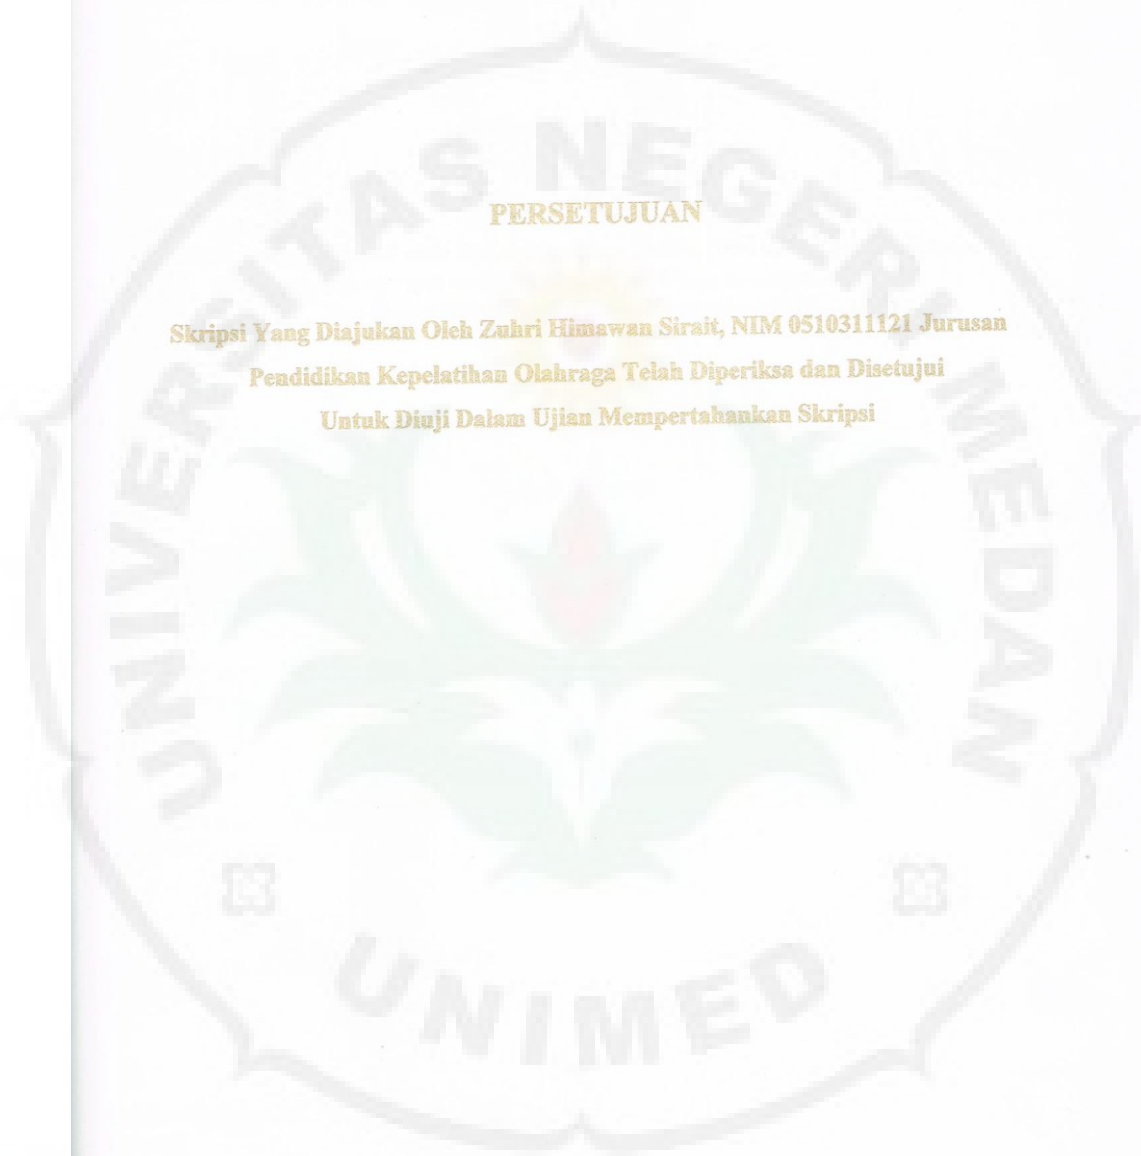 UNIVERSITAS NEGERI MEDAN
PERSETUJUAN
Skripsi Yang Diajukan Oleh Zuhri Himawan Sirait, NIM 0510311121 Jurusan
Pendidikan Kepelatihan Olahraga Telah Diperiksa dan Disetujui
Untuk Diuji Dalam Ujian Mempertahankan Skripsi
UNIMED